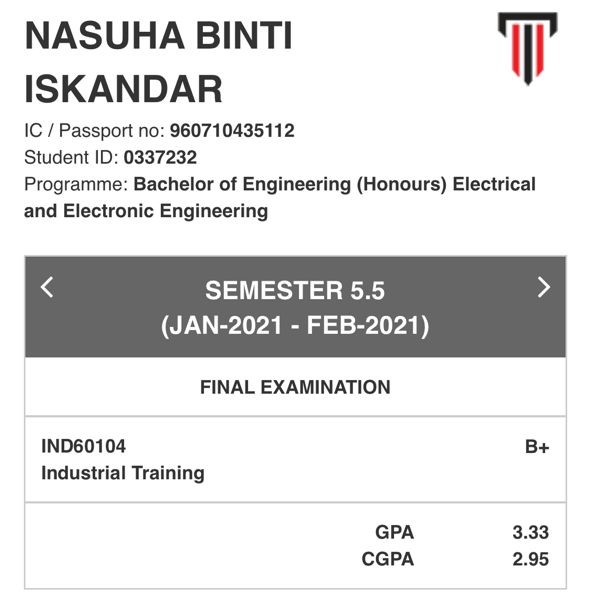 NASUHA BINTI
ISKANDAR
IC / Passport no: 960710435112
Student ID: 0337232
Programme: Bachelor of Engineering (Honours) Electrical
and Electronic Engineering
SEMESTER 5.5
(JAN-2021 - FEB-2021)
FINAL EXAMINATION
IND60104 B+
Industrial Training
GPA 3.33
CGPA 2.95